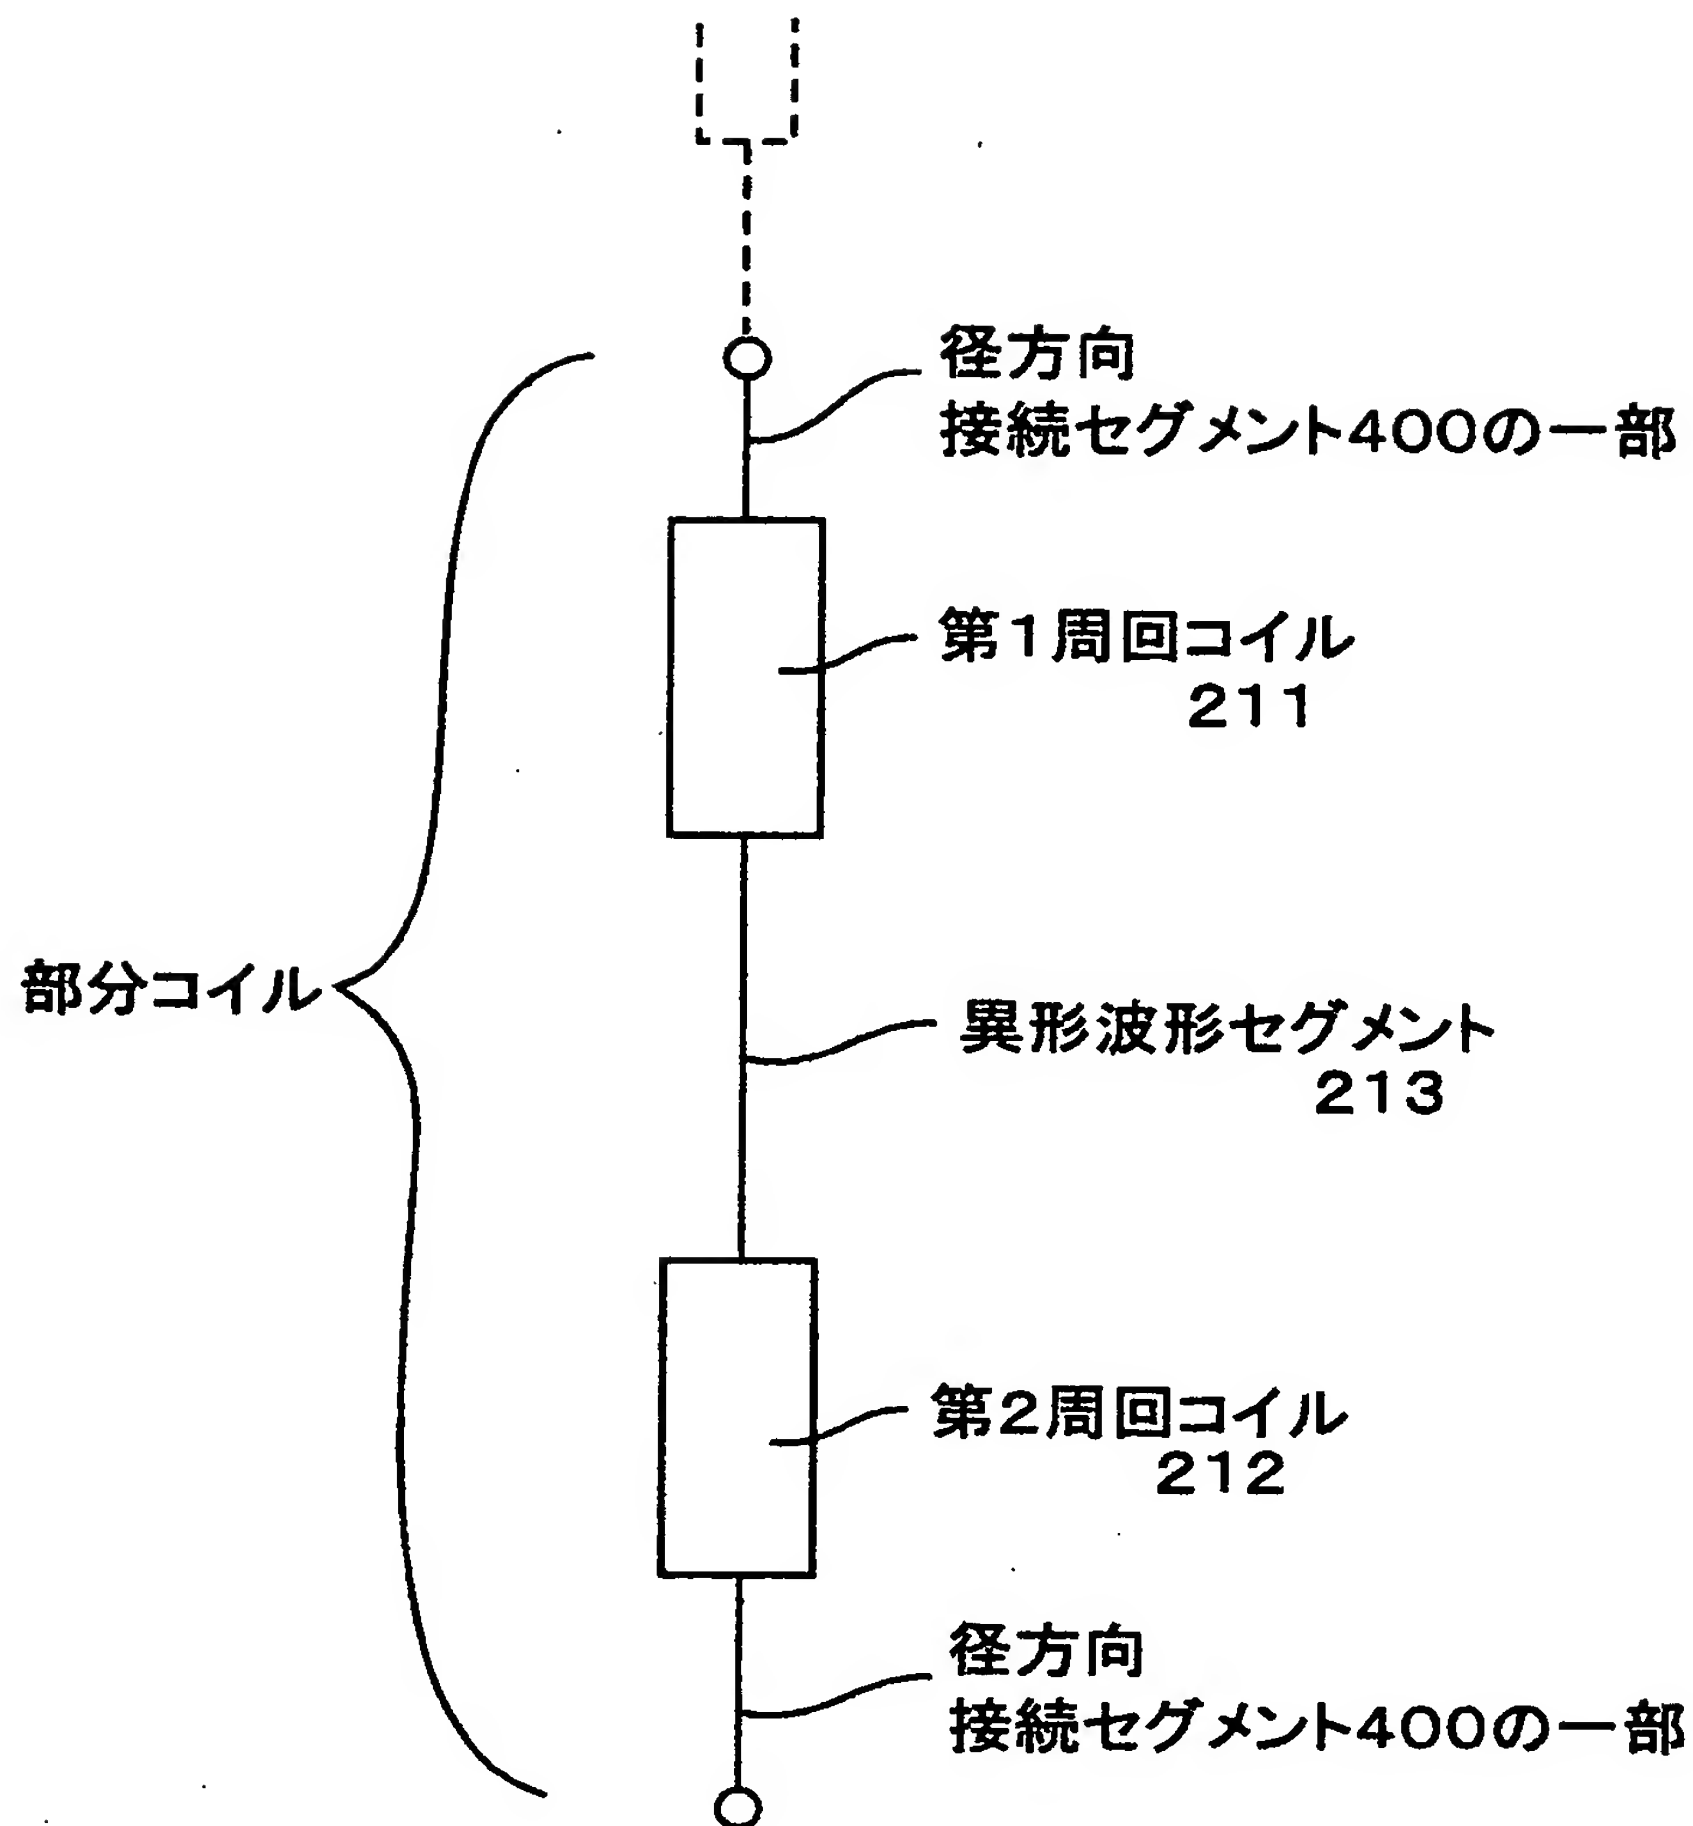 径方向
接続セグメント400の一部
第1周回コイル
211
部分コイル
異形波形セグメント
213
第2周回コイル
212
径方向
接続セグメント400の一部